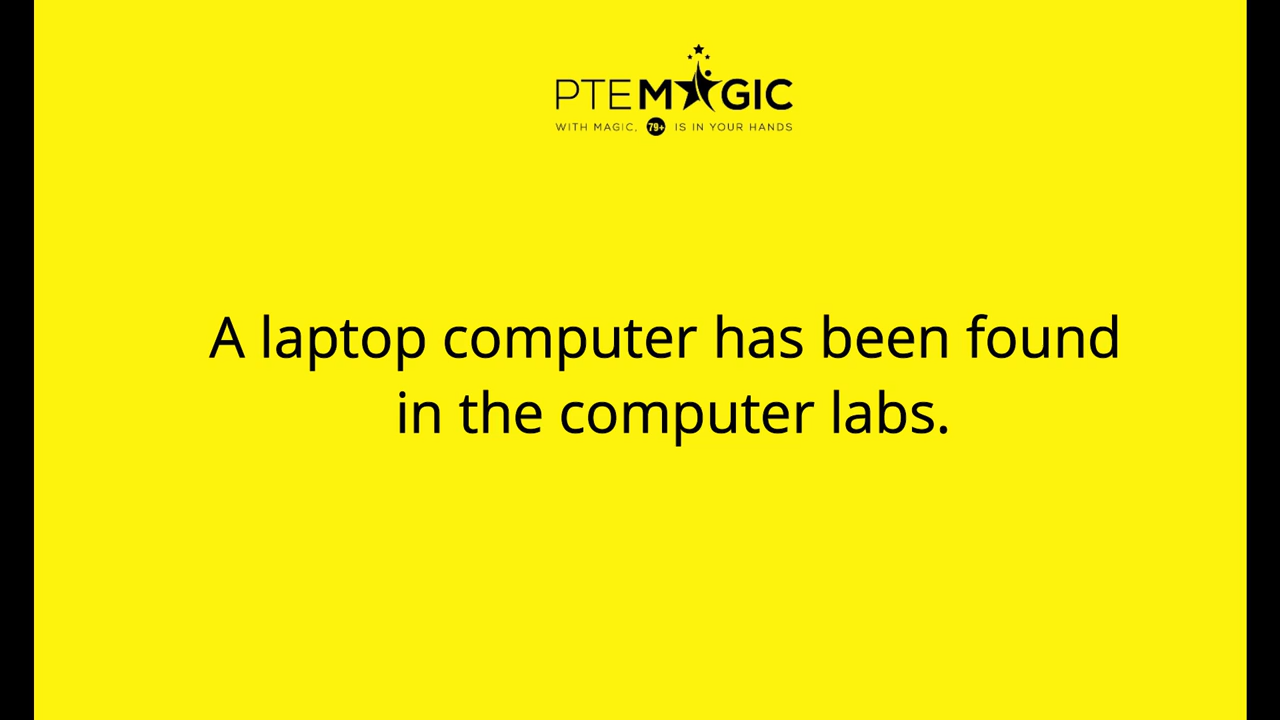 PTEMAGIC
WITH MAGIC, 79+ IS IN YOUR HANDS
A laptop computer has been found
in the computer labs.